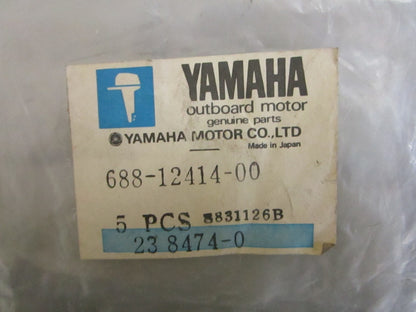 YAMAHA
outboard motor
genuine parts
YAMAHA MOTOR CO.,LTD
Made in Japan
688-12414-00
5 PCS 8831126B
23 8474-0